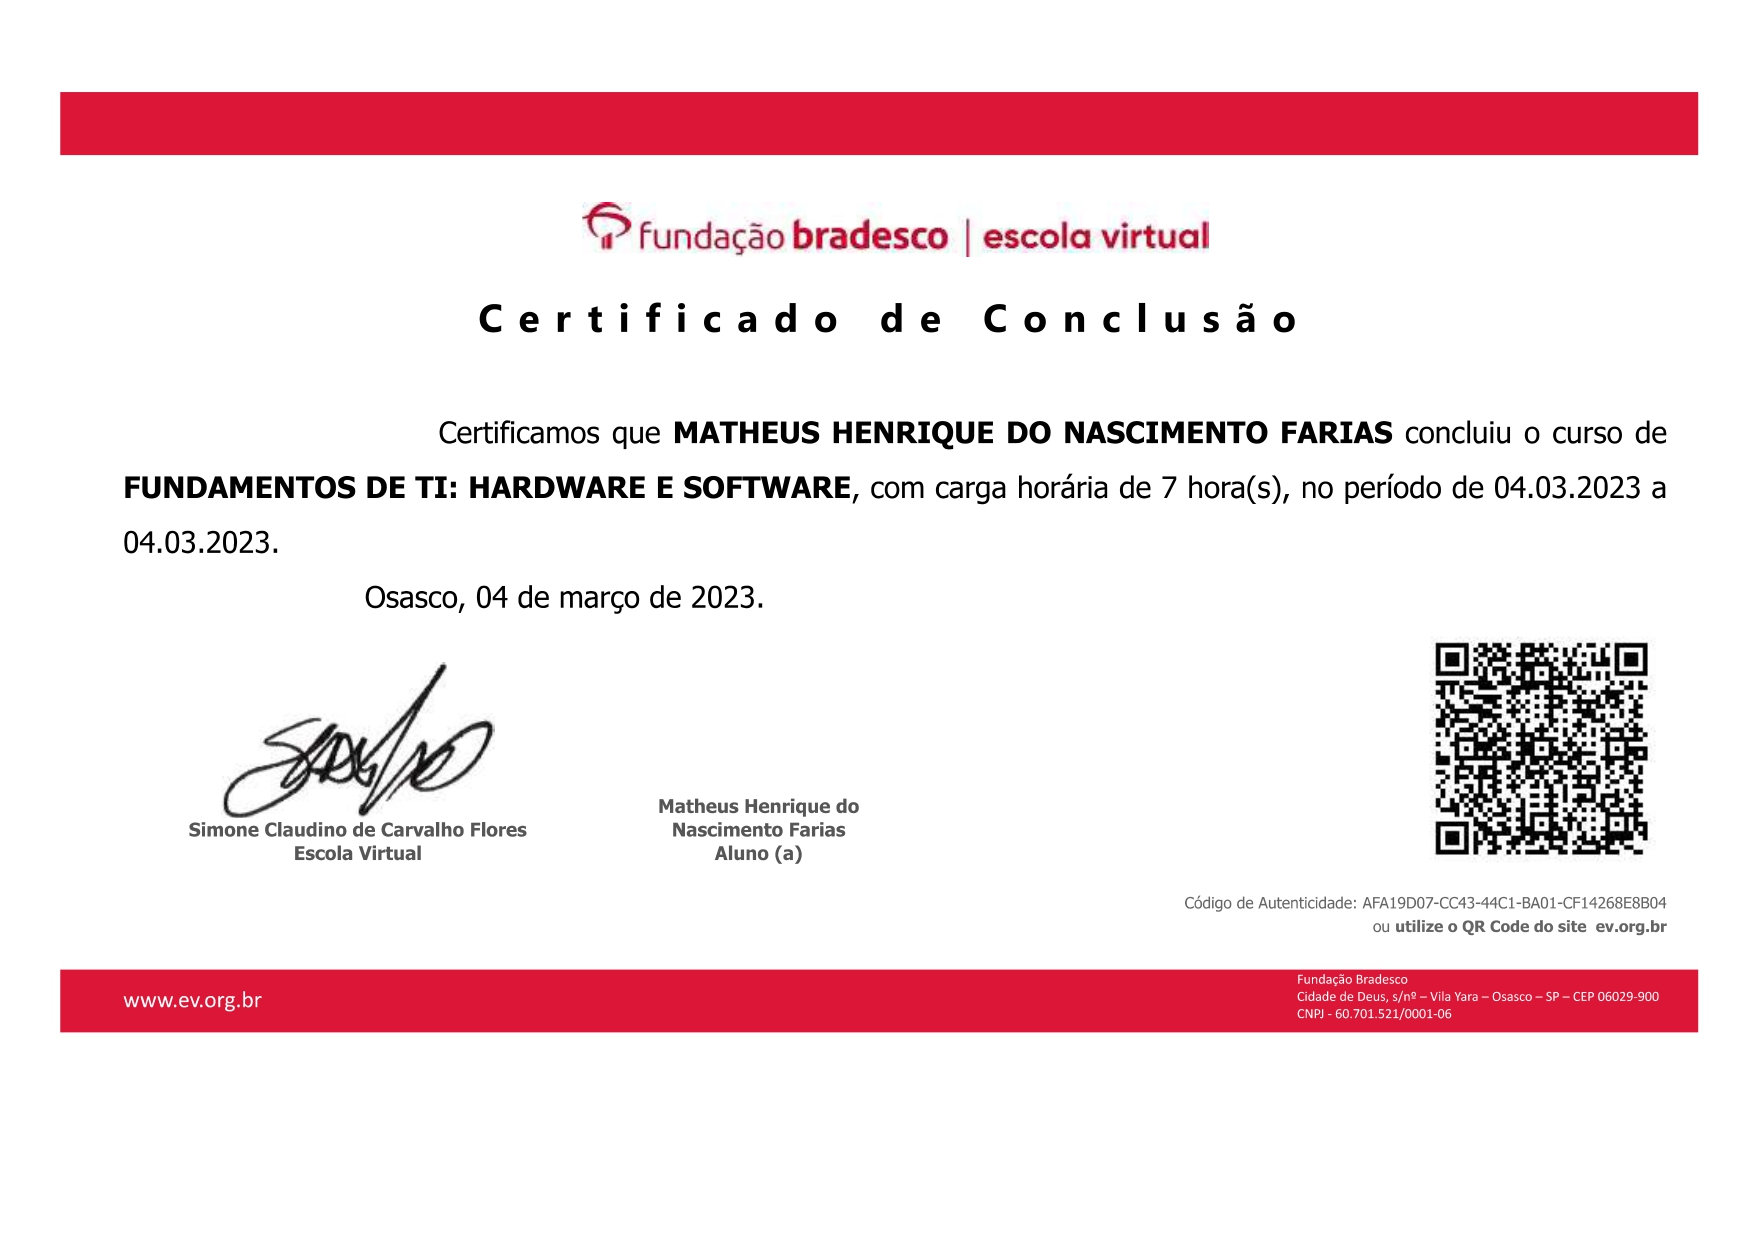 fundação bradesco | escola virtual
Certificado de Conclusão
Certificamos que MATHEUS HENRIQUE DO NASCIMENTO FARIAS concluiu o curso de
FUNDAMENTOS DE TI: HARDWARE E SOFTWARE, com carga horária de 7 hora(s), no período de 04.03.2023 a
04.03.2023.
Osasco, 04 de março de 2023.
Simone Claudino de Carvalho Flores
Escola Virtual
Matheus Henrique do
Nascimento Farias
Aluno (a)
Código de Autenticidade: AFA19D07-CC43-44C1-BA01-CF14268E8B04
ou utilize o QR Code do site ev.org.br
www.ev.org.br
Fundação Bradesco
Cidade de Deus, s/nº – Vila Yara – Osasco – SP – CEP 06029-900
CNPJ - 60.701.521/0001-06